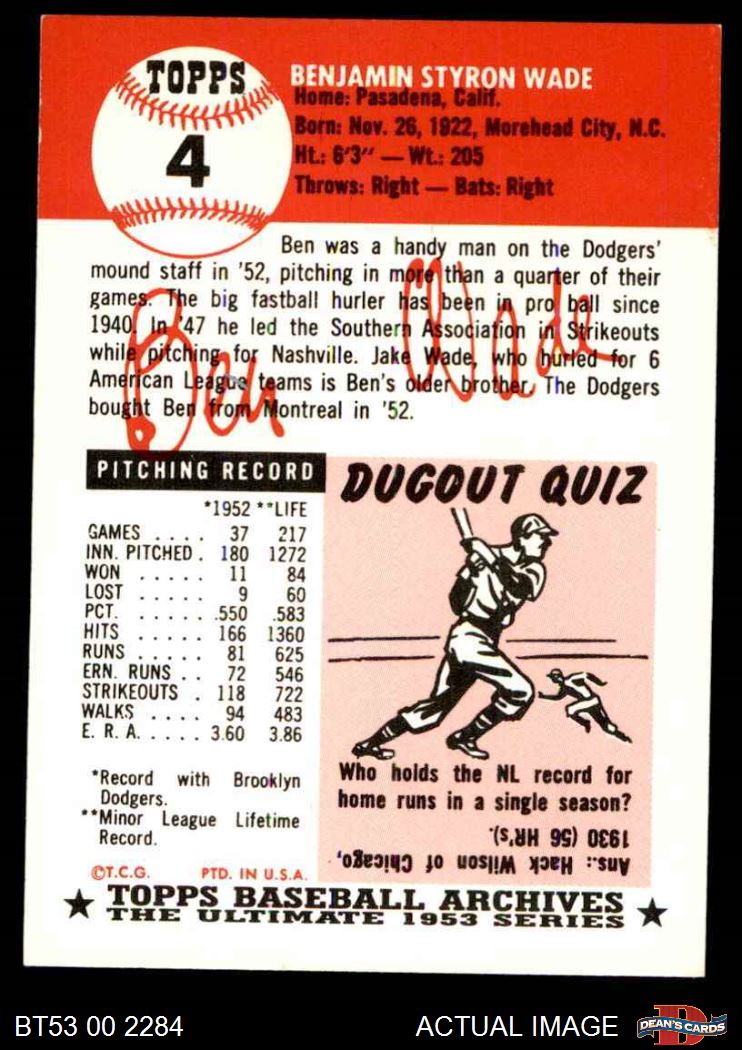 TOPPS
4
BENJAMIN STYRON WADE
Home: Pasadena, Calif.
Born: Nov. 26, 1922, Morehead City, N.C.
Ht.: 6'3" — Wt.: 205
Throws: Right — Bats: Right
Ben was a handy man on the Dodgers'
mound staff in '52, pitching in more than a quarter of their
games. The big fastball hurler has been in pro ball since
1940. In '47 he led the Southern Association in Strikeouts
while pitching for Nashville. Jake Wade, who hurled for 6
American League teams is Ben's older brother. The Dodgers
bought Ben from Montreal in '52.
Ben Wade
PITCHING RECORD
*1952 **LIFE
GAMES . . . . 37 217
INN. PITCHED . 180 1272
WON . . . . . 11 84
LOST . . . . . 9 60
PCT. . . . . . .550 .583
HITS . . . . . 166 1360
RUNS . . . . . 81 625
ERN. RUNS . . 72 546
STRIKEOUTS . 118 722
WALKS . . . . 94 483
E. R. A. . . . . . 3.60 3.86
*Record with Brooklyn
Dodgers.
**Minor League Lifetime
Record.
©T.C.G. PTD. IN U.S.A.
DUGOUT QUIZ
Who holds the NL record for
home runs in a single season?
Ans.: Hack Wilson of Chicago,
1930 (56 HR's).
TOPPS BASEBALL ARCHIVES
THE ULTIMATE 1953 SERIES
BT53 00 2284
ACTUAL IMAGE
D
DEAN'S CARDS